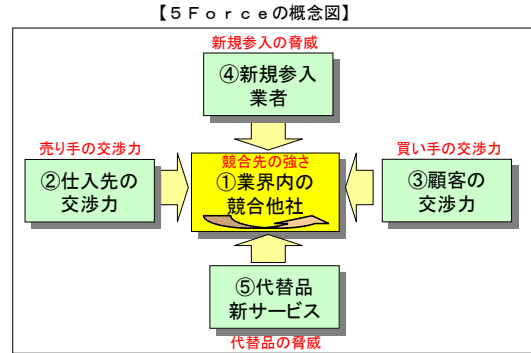 【５Ｆｏｒｃｅの概念図】
新規参入の脅威
④新規参入
業者
売り手の交渉力
②仕入先の
交渉力
競合先の強さ
①業界内の
競合他社
買い手の交渉力
③顧客の
交渉力
⑤代替品
新サービス
代替品の脅威